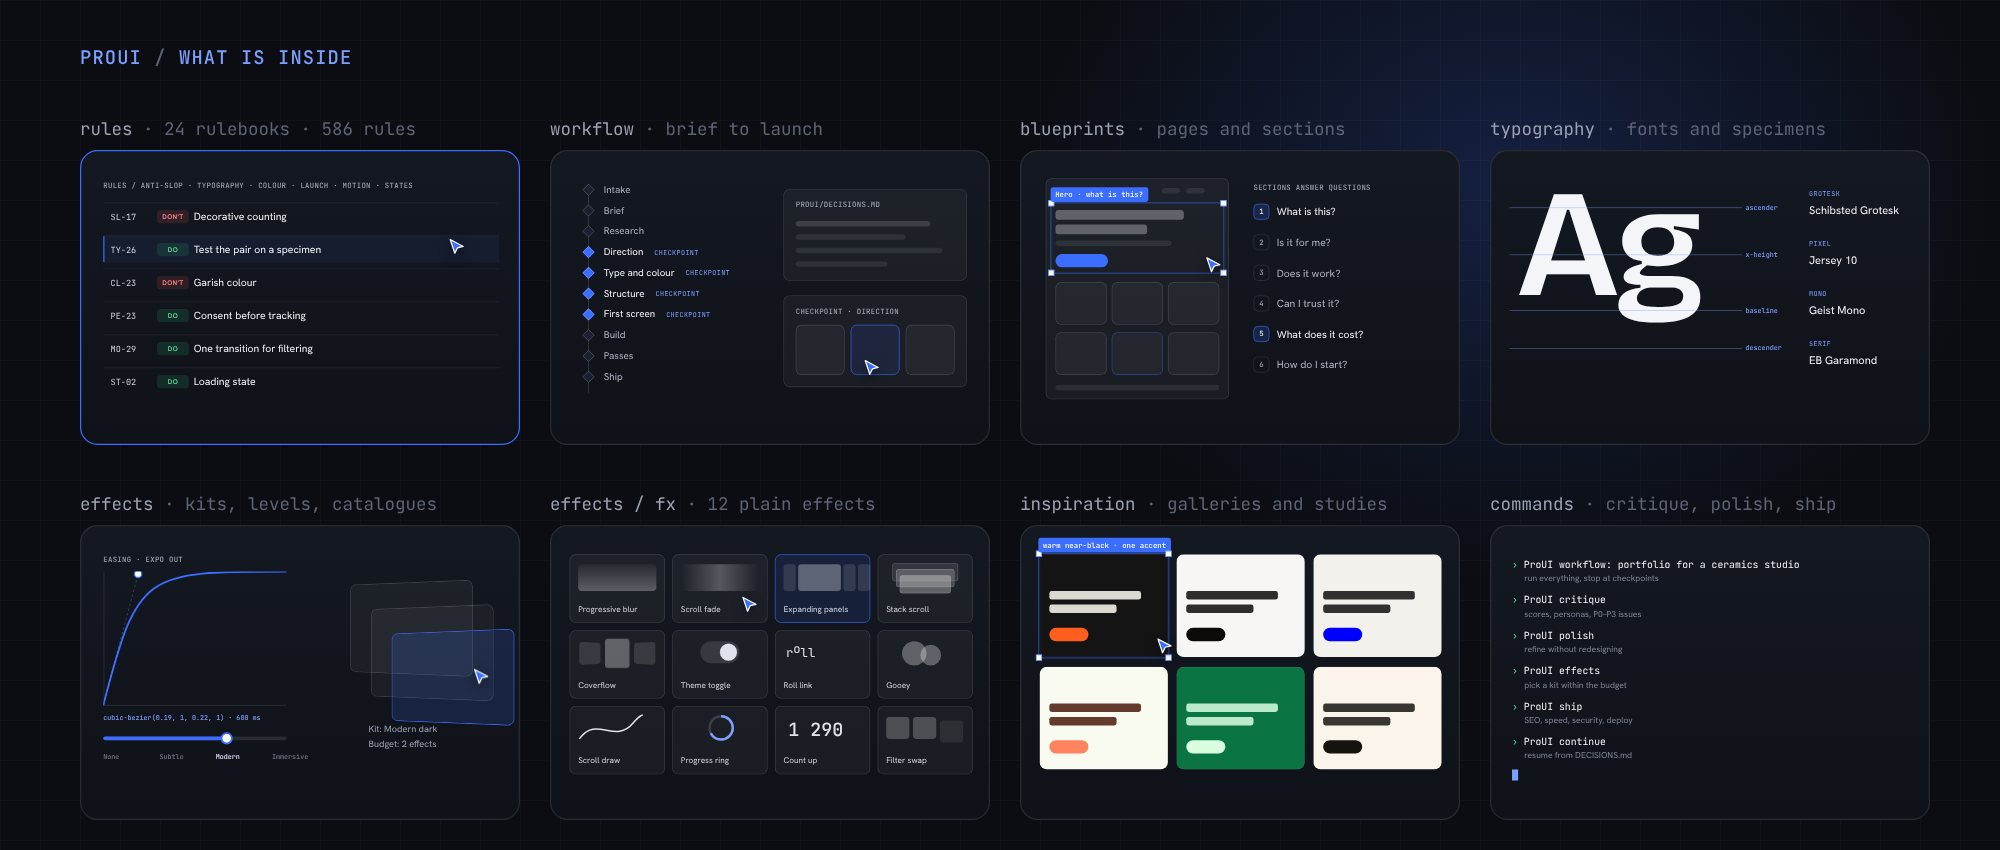 PROUI / WHAT IS INSIDE
rules · 24 rulebooks · 586 rules
RULES / ANTI-SLOP · TYPOGRAPHY · COLOUR · LAUNCH · MOTION · STATES
SL-17 DON'T Decorative counting
TY-26 DO Test the pair on a specimen
CL-23 DON'T Garish colour
PE-23 DO Consent before tracking
MO-29 DO One transition for filtering
ST-02 DO Loading state
workflow · brief to launch
Intake
Brief
Research
Direction CHECKPOINT
Type and colour CHECKPOINT
Structure CHECKPOINT
First screen CHECKPOINT
Build
Passes
Ship
PROUI/DECISIONS.MD
CHECKPOINT · DIRECTION
blueprints · pages and sections
Hero · what is this?
SECTIONS ANSWER QUESTIONS
1 What is this?
2 Is it for me?
3 Does it work?
4 Can I trust it?
5 What does it cost?
6 How do I start?
typography · fonts and specimens
Ag
ascender
x-height
baseline
descender
GROTESK
Schibsted Grotesk
PIXEL
Jersey 10
MONO
Geist Mono
SERIF
EB Garamond
effects · kits, levels, catalogues
EASING · EXPO OUT
cubic-bezier(0.19, 1, 0.22, 1) · 600 ms
None Subtle Modern Immersive
Kit: Modern dark
Budget: 2 effects
effects / fx · 12 plain effects
Progressive blur
Scroll fade
Expanding panels
Stack scroll
Coverflow
Theme toggle
roll
Roll link
Gooey
Scroll draw
Progress ring
1 290
Count up
Filter swap
inspiration · galleries and studies
warm near-black · one accent
commands · critique, polish, ship
› ProUI workflow: portfolio for a ceramics studio
run everything, stop at checkpoints
› ProUI critique
scores, personas, P0–P3 issues
› ProUI polish
refine without redesigning
› ProUI effects
pick a kit within the budget
› ProUI ship
SEO, speed, security, deploy
› ProUI continue
resume from DECISIONS.md